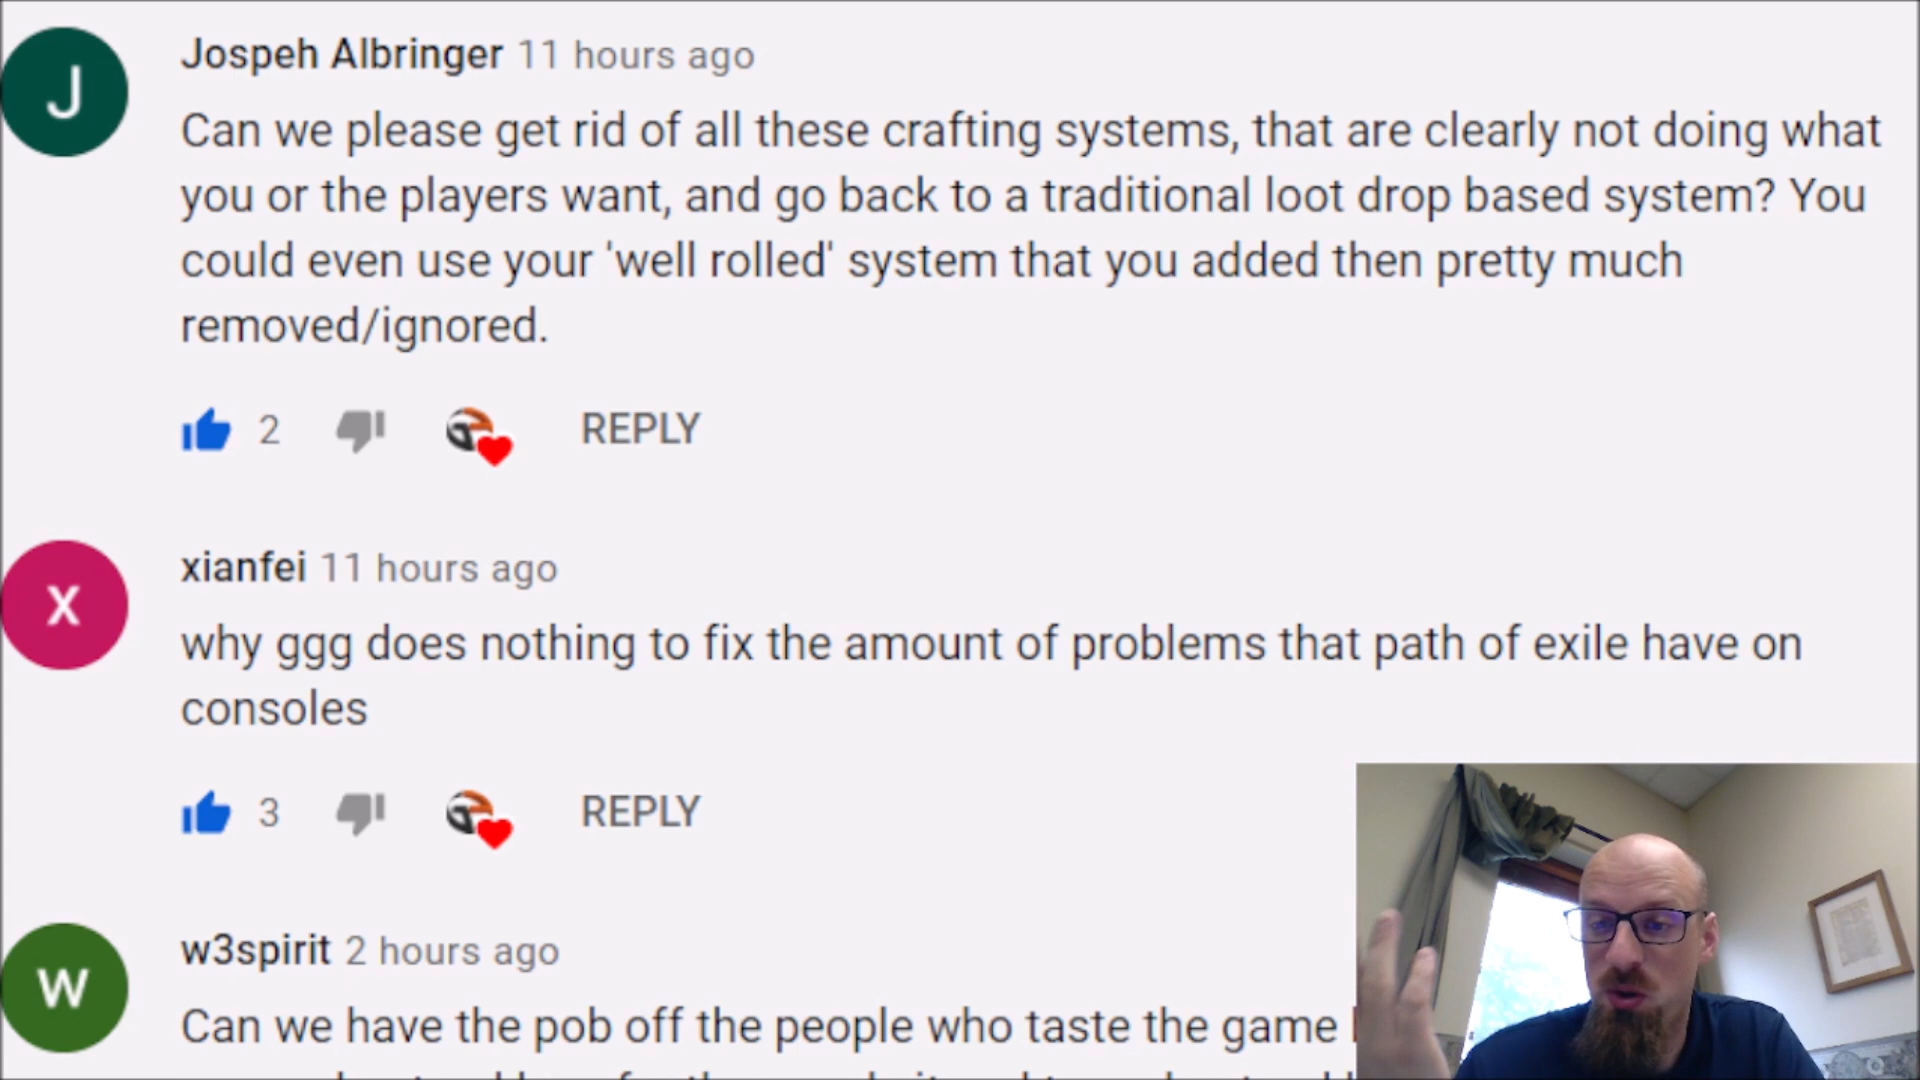 J
Jospeh Albringer 11 hours ago
Can we please get rid of all these crafting systems, that are clearly not doing what
you or the players want, and go back to a traditional loot drop based system? You
could even use your 'well rolled' system that you added then pretty much
removed/ignored.
2 REPLY
X
xianfei 11 hours ago
why ggg does nothing to fix the amount of problems that path of exile have on
consoles
3 REPLY
W
w3spirit 2 hours ago
Can we have the pob off the people who taste the game